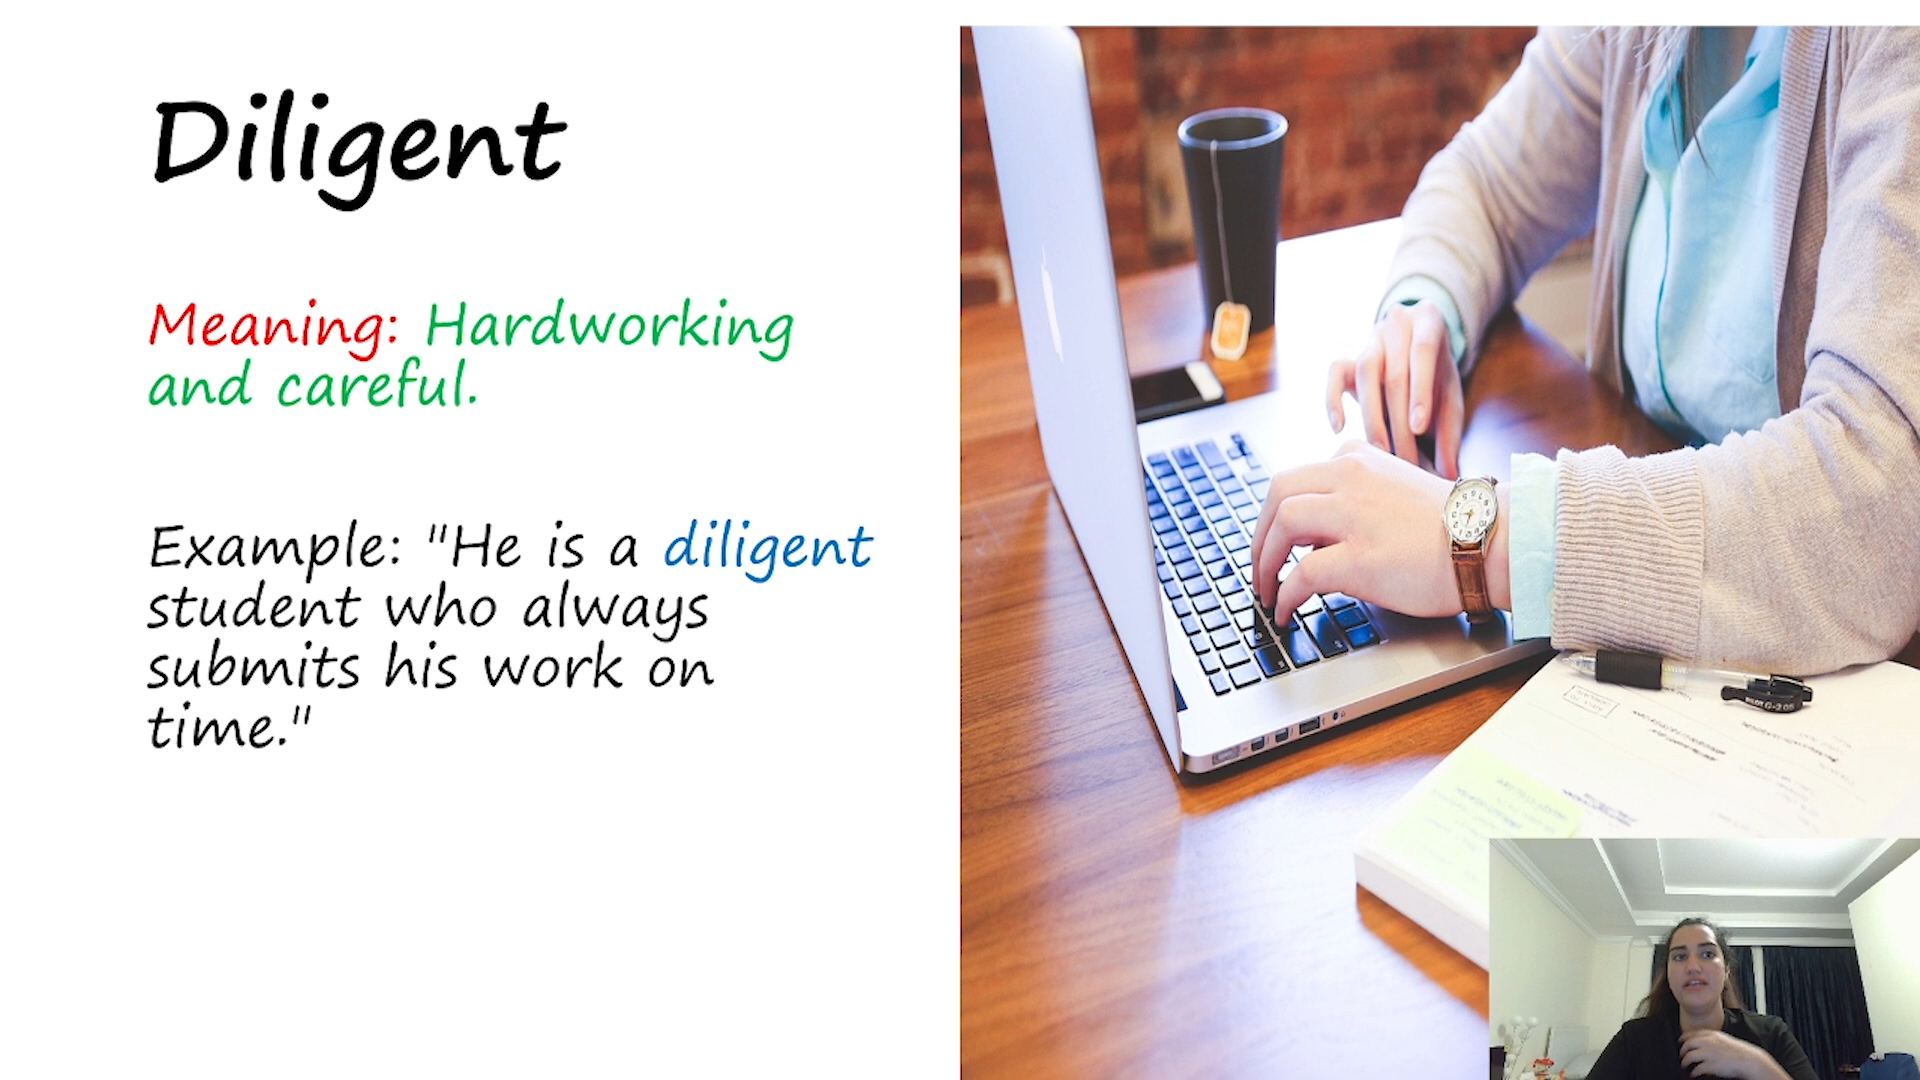 Diligent
Meaning: Hardworking
and careful.
Example: "He is a diligent
student who always
submits his work on
time."